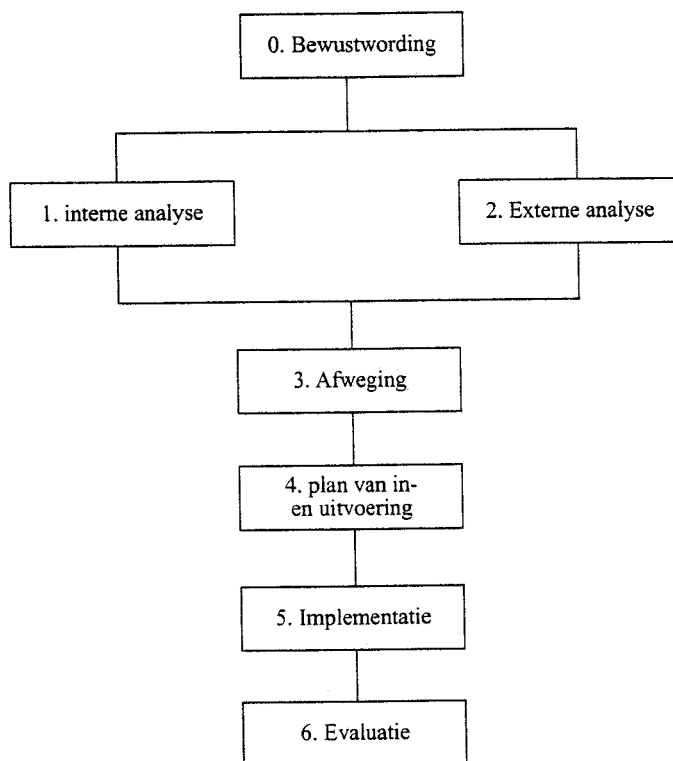 0. Bewustwording
1. interne analyse
2. Externe analyse
3. Afweging
4. plan van in-
en uitvoering
5. Implementatie
6. Evaluatie